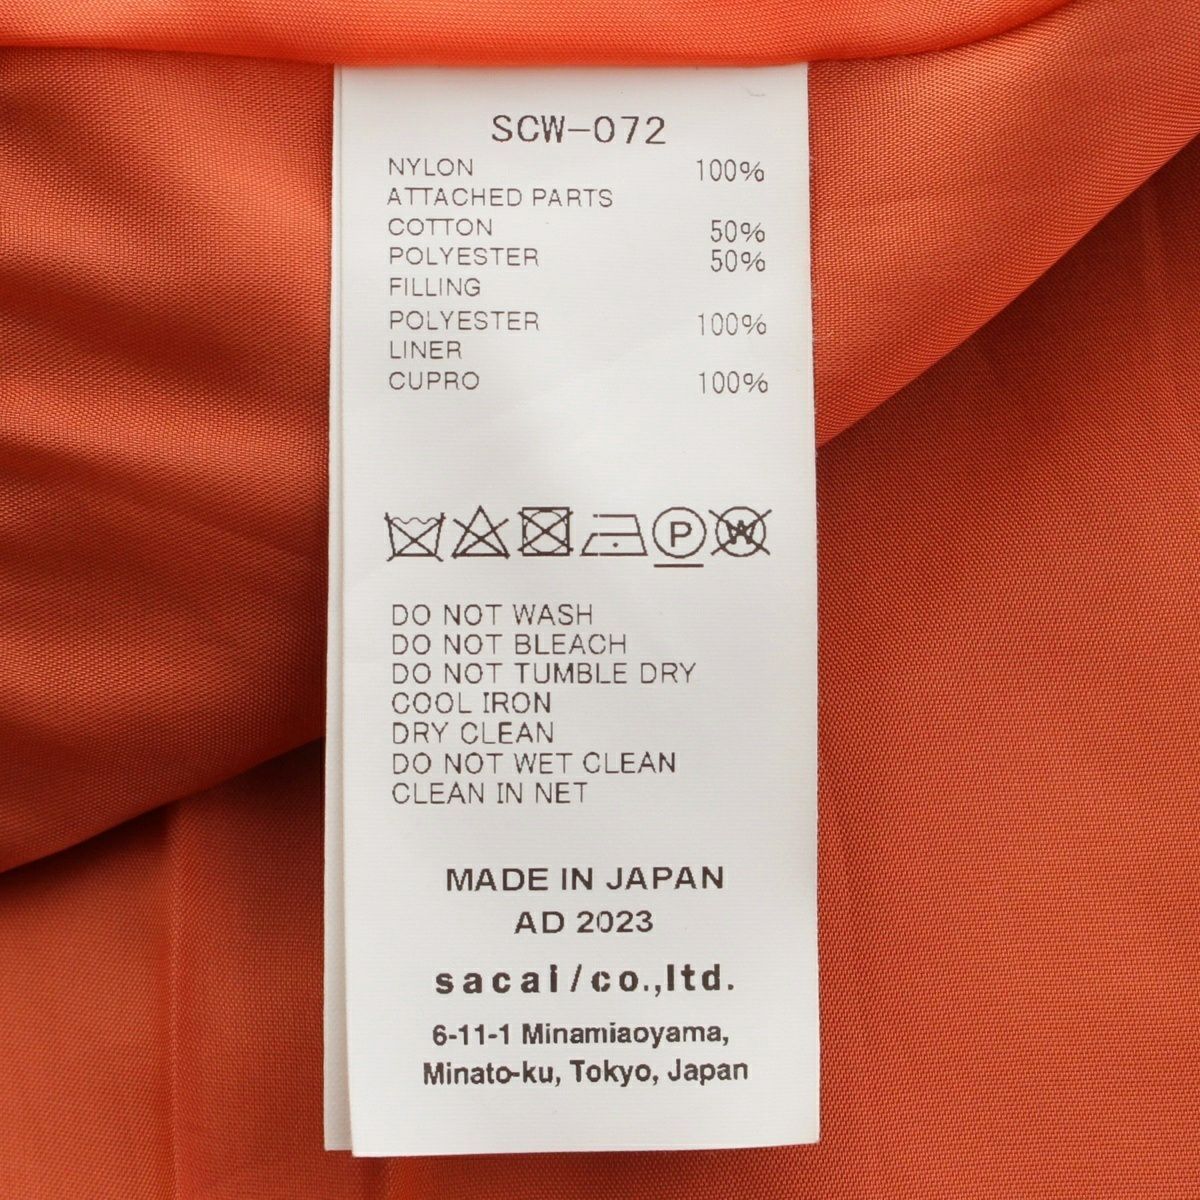 SCW-072
NYLON 100%
ATTACHED PARTS
COTTON 50%
POLYESTER 50%
FILLING
POLYESTER 100%
LINER
CUPRO 100%
P W
DO NOT WASH
DO NOT BLEACH
DO NOT TUMBLE DRY
COOL IRON
DRY CLEAN
DO NOT WET CLEAN
CLEAN IN NET
MADE IN JAPAN
AD 2023
sacai/co.,ltd.
6-11-1 Minamiaoyama,
Minato-ku, Tokyo, Japan